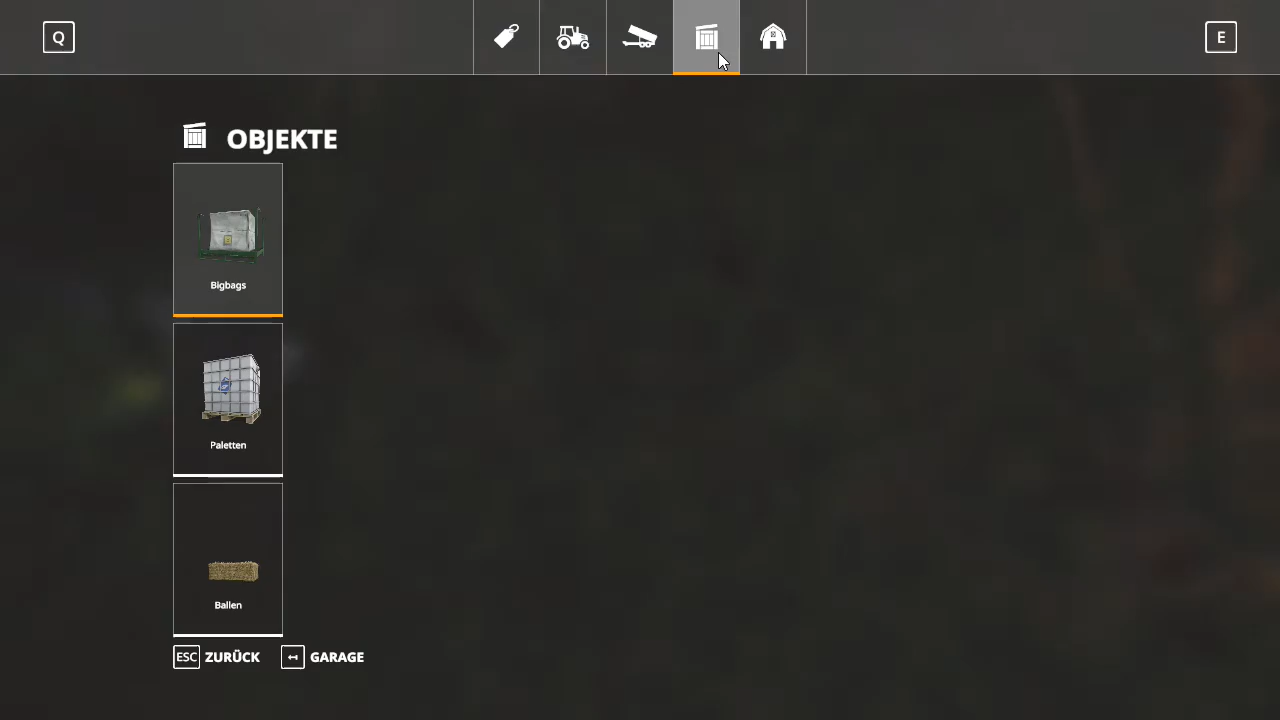 Q
E
OBJEKTE
Bigbags
Paletten
Ballen
ESC ZURÜCK GARAGE